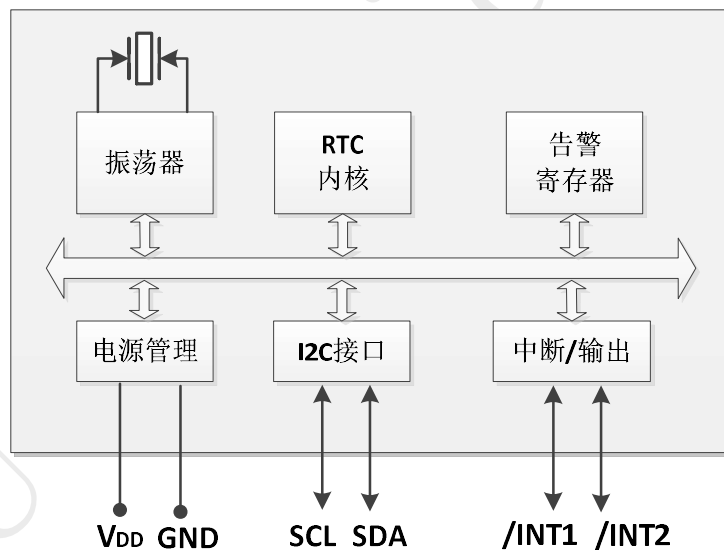 振荡器
RTC
内核
告警
寄存器
电源管理
I2C接口
中断/输出
VDD GND SCL SDA /INT1 /INT2